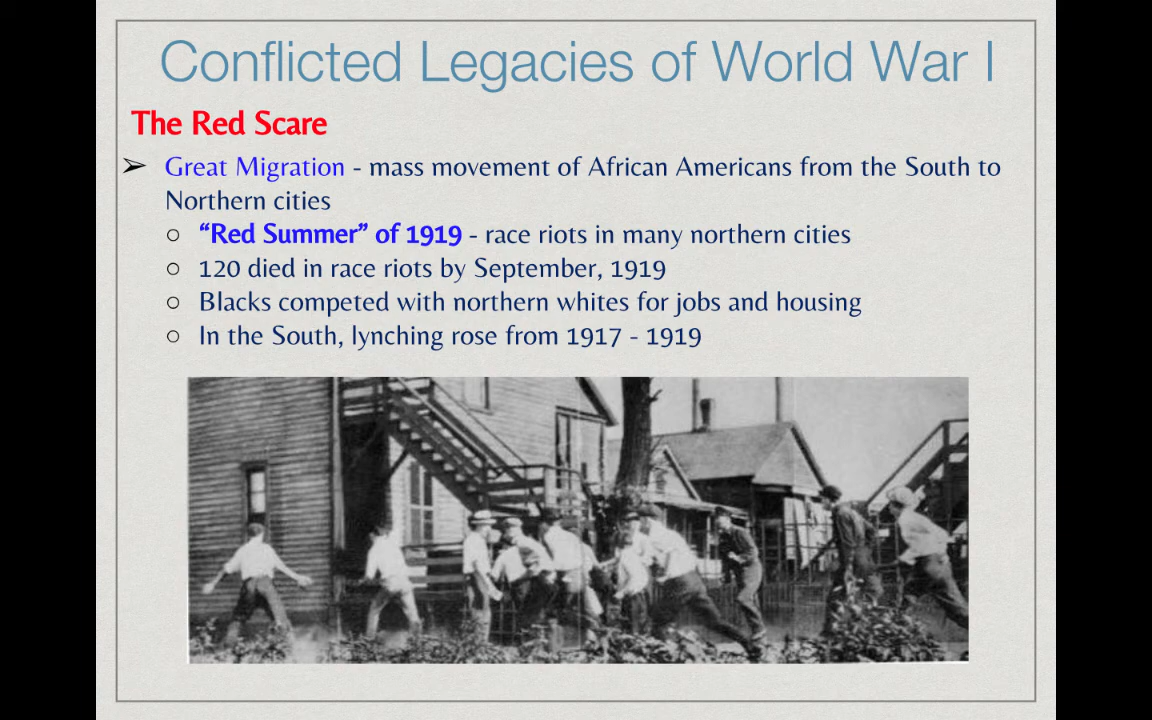 Conflicted Legacies of World War I
The Red Scare
➢ Great Migration - mass movement of African Americans from the South to
Northern cities
○ “Red Summer” of 1919 - race riots in many northern cities
○ 120 died in race riots by September, 1919
○ Blacks competed with northern whites for jobs and housing
○ In the South, lynching rose from 1917 - 1919